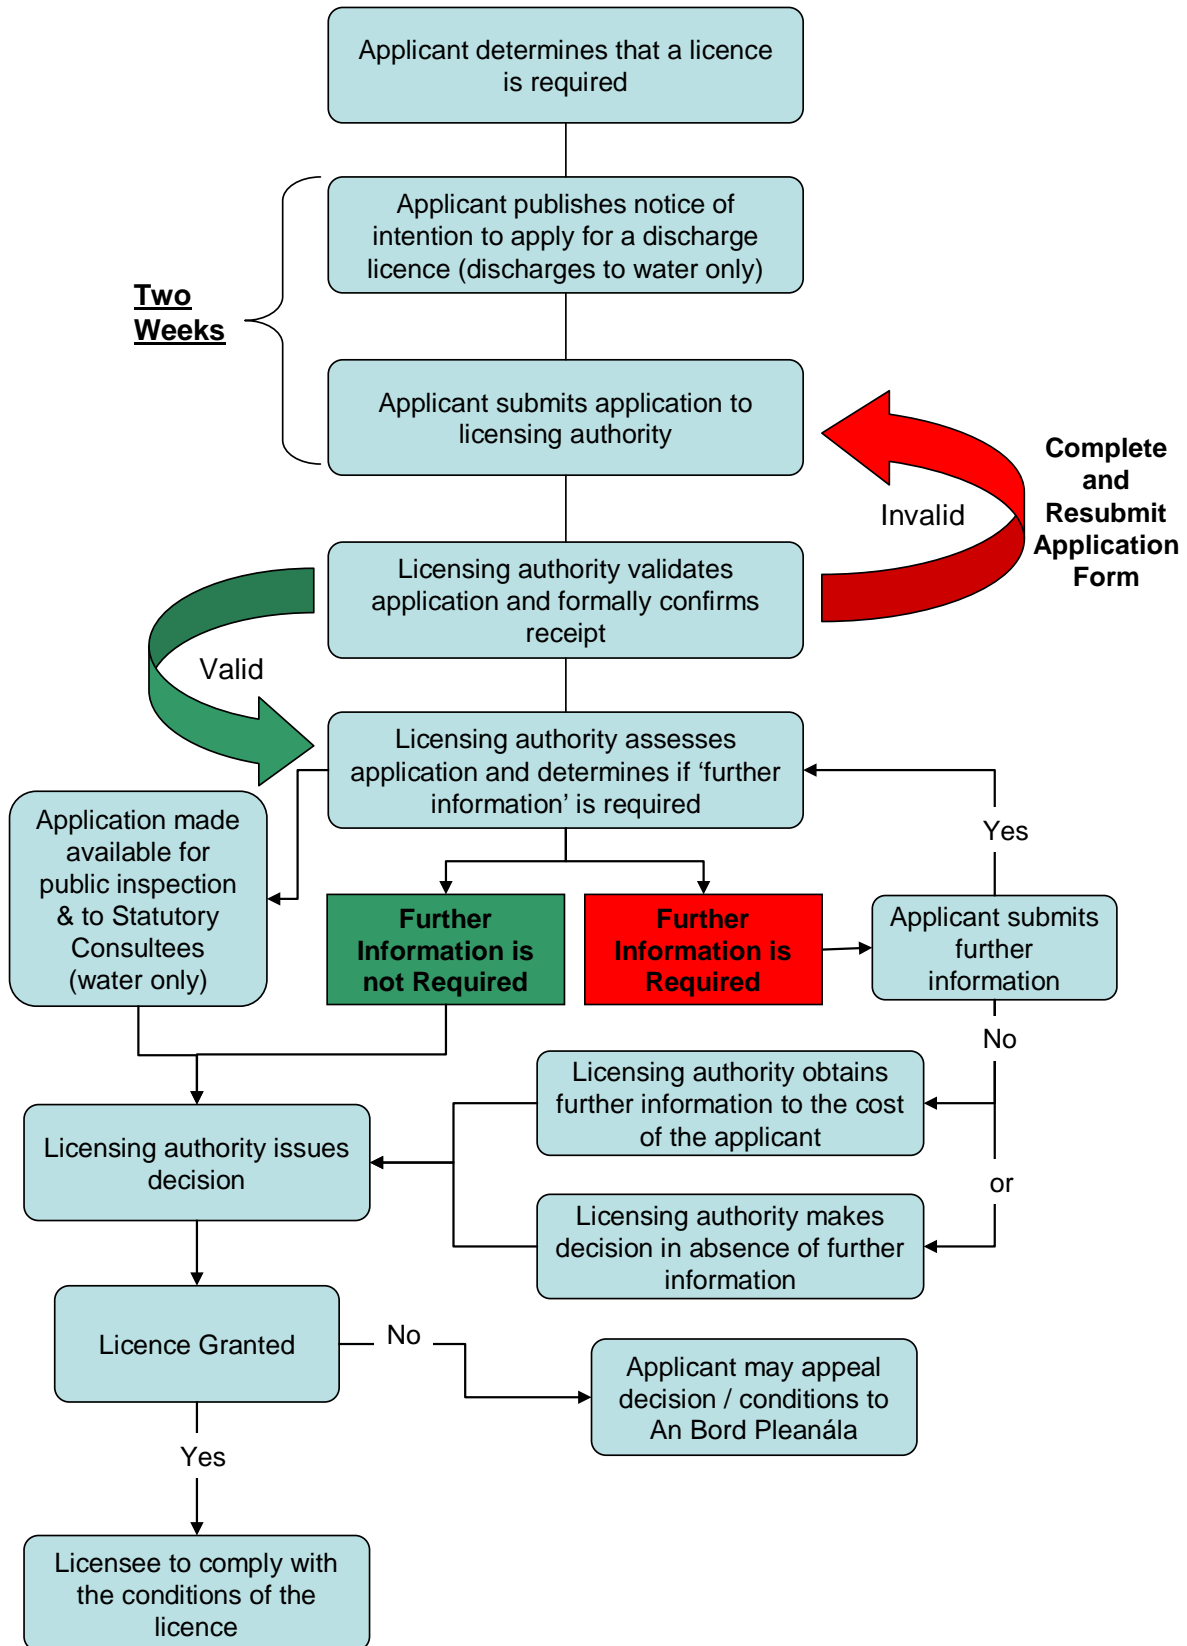 Applicant determines that a licence
is required
Applicant publishes notice of
intention to apply for a discharge
licence (discharges to water only)
Two
Weeks
Applicant submits application to
licensing authority
Complete
and
Resubmit
Application
Form
Invalid
Licensing authority validates
application and formally confirms
receipt
Valid
Licensing authority assesses
application and determines if ‘further
information’ is required
Application made
available for
public inspection
& to Statutory
Consultees
(water only)
Further
Information is
not Required
Further
Information is
Required
Yes
Applicant submits
further
information
No
Licensing authority obtains
further information to the cost
of the applicant
or
Licensing authority makes
decision in absence of further
information
Licensing authority issues
decision
Licence Granted
No
Applicant may appeal
decision / conditions to
An Bord Pleanála
Yes
Licensee to comply with
the conditions of the
licence